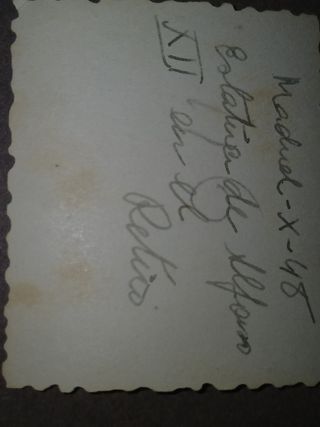 Madrid-X-48
Estatua de Alfonso
XII en el
Retiro